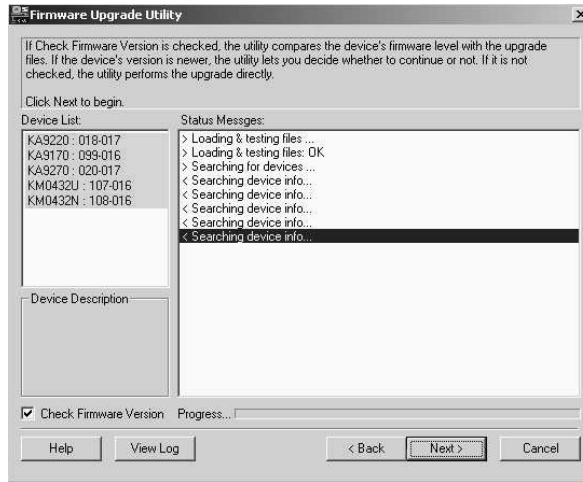 Firmware Upgrade Utility
If Check Firmware Version is checked, the utility compares the device's firmware level with the upgrade
files. If the device's version is newer, the utility lets you decide whether to continue or not. If it is not
checked, the utility performs the upgrade directly.
Click Next to begin.
Device List:
KA9220 : 018-017
KA9170 : 099-016
KA9270 : 020-017
KM0432U : 107-016
KM0432N : 108-016
Status Messges:
> Loading & testing files ...
> Loading & testing files: OK
> Searching for devices ...
< Searching device info...
< Searching device info...
< Searching device info...
< Searching device info...
< Searching device info...
Device Description
Check Firmware Version
Progress...
Help
View Log
< Back
Next >
Cancel